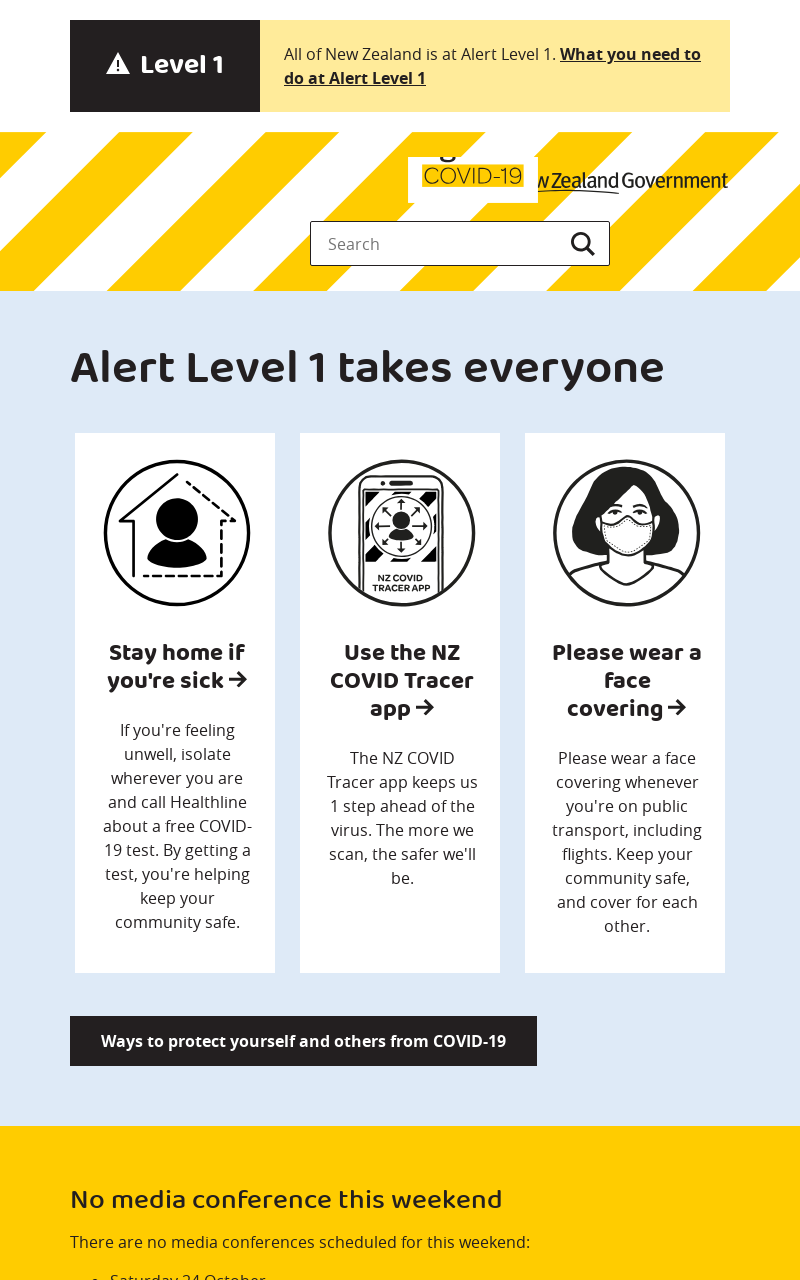 Level 1
All of New Zealand is at Alert Level 1. What you need to
do at Alert Level 1
COVID-19
Zealand Government
Search
Alert Level 1 takes everyone
NZ COVID
TRACER APP
Stay home if
you're sick →
If you're feeling
unwell, isolate
wherever you are
and call Healthline
about a free COVID-
19 test. By getting a
test, you're helping
keep your
community safe.
Use the NZ
COVID Tracer
app →
The NZ COVID
Tracer app keeps us
1 step ahead of the
virus. The more we
scan, the safer we'll
be.
Please wear a
face
covering →
Please wear a face
covering whenever
you're on public
transport, including
flights. Keep your
community safe,
and cover for each
other.
Ways to protect yourself and others from COVID-19
No media conference this weekend
There are no media conferences scheduled for this weekend:
Saturday 24 October